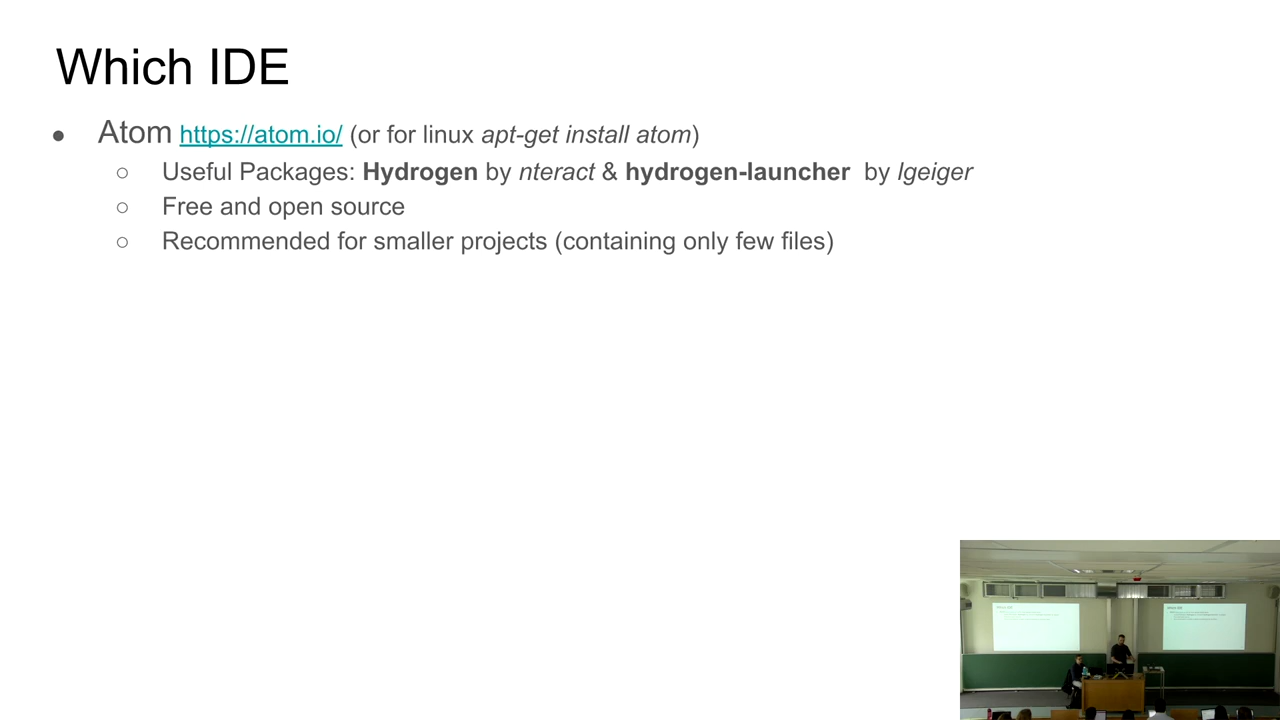 Which IDE
● Atom https://atom.io/ (or for linux apt-get install atom)
○ Useful Packages: Hydrogen by nteract & hydrogen-launcher by lgeiger
○ Free and open source
○ Recommended for smaller projects (containing only few files)